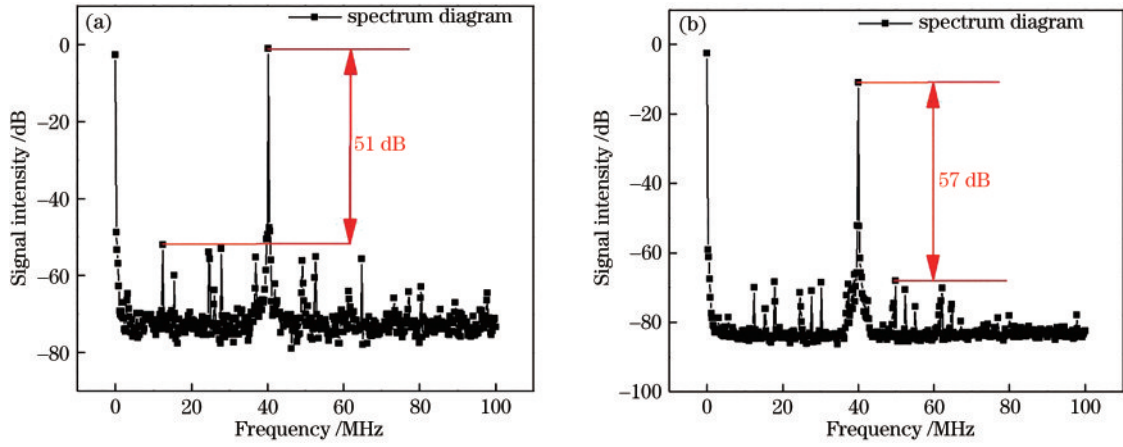 (a)
spectrum diagram
0
−20
−40
−60
−80
Signal intensity /dB
51 dB
0 20 40 60 80 100
Frequency /MHz
(b)
spectrum diagram
0
−20
−40
−60
−80
−100
Signal intensity /dB
57 dB
0 20 40 60 80 100
Frequency /MHz